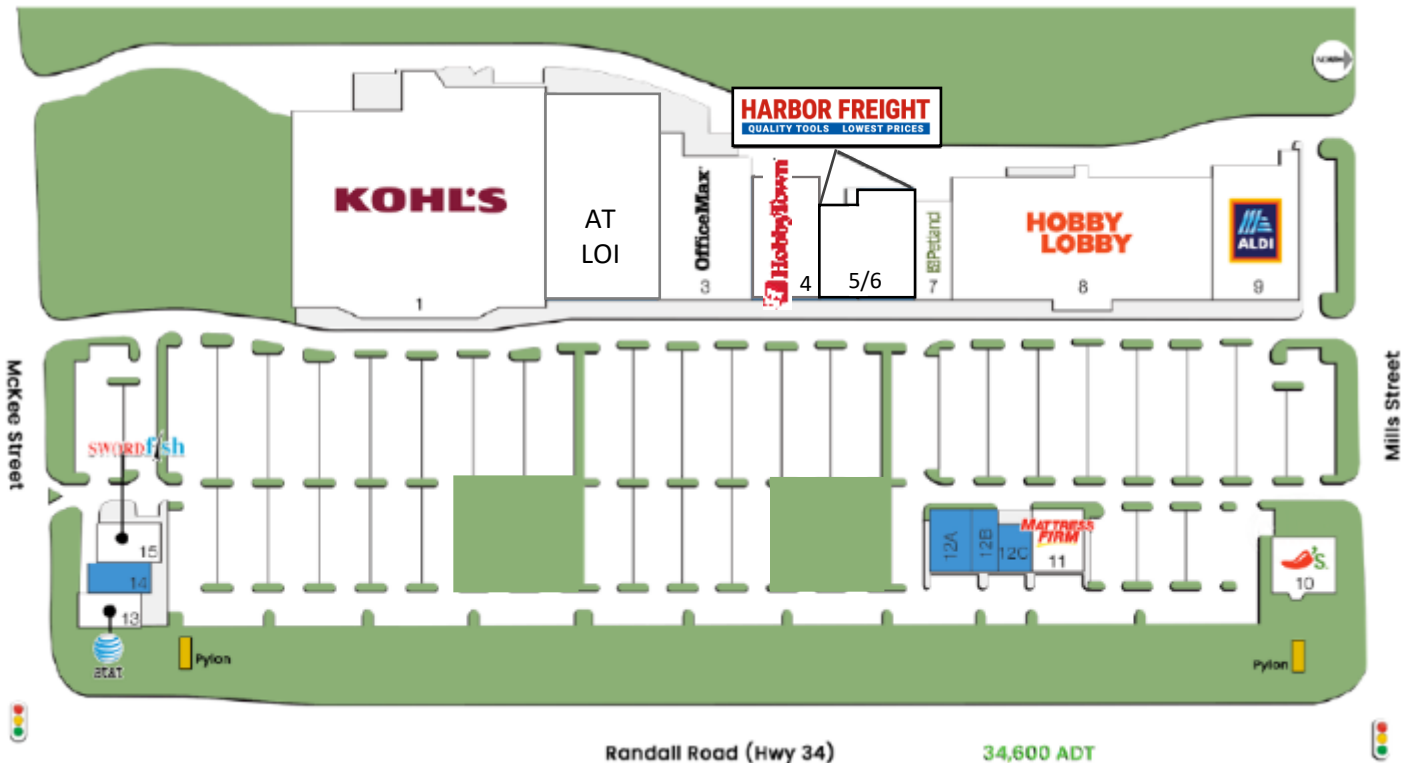 NORTH
HARBOR FREIGHT
QUALITY TOOLS LOWEST PRICES
KOHL'S
1
AT
LOI
OfficeMax
3
HobbyTown
4
5/6
Petland
7
HOBBY
LOBBY
8
ALDI
9
McKee Street
Mills Street
SWORDfish
15
14
13
at&t
Pylon
12A
12B
12C
MATTRESS
FIRM
11
's
10
Pylon
Randall Road (Hwy 34)
34,600 ADT